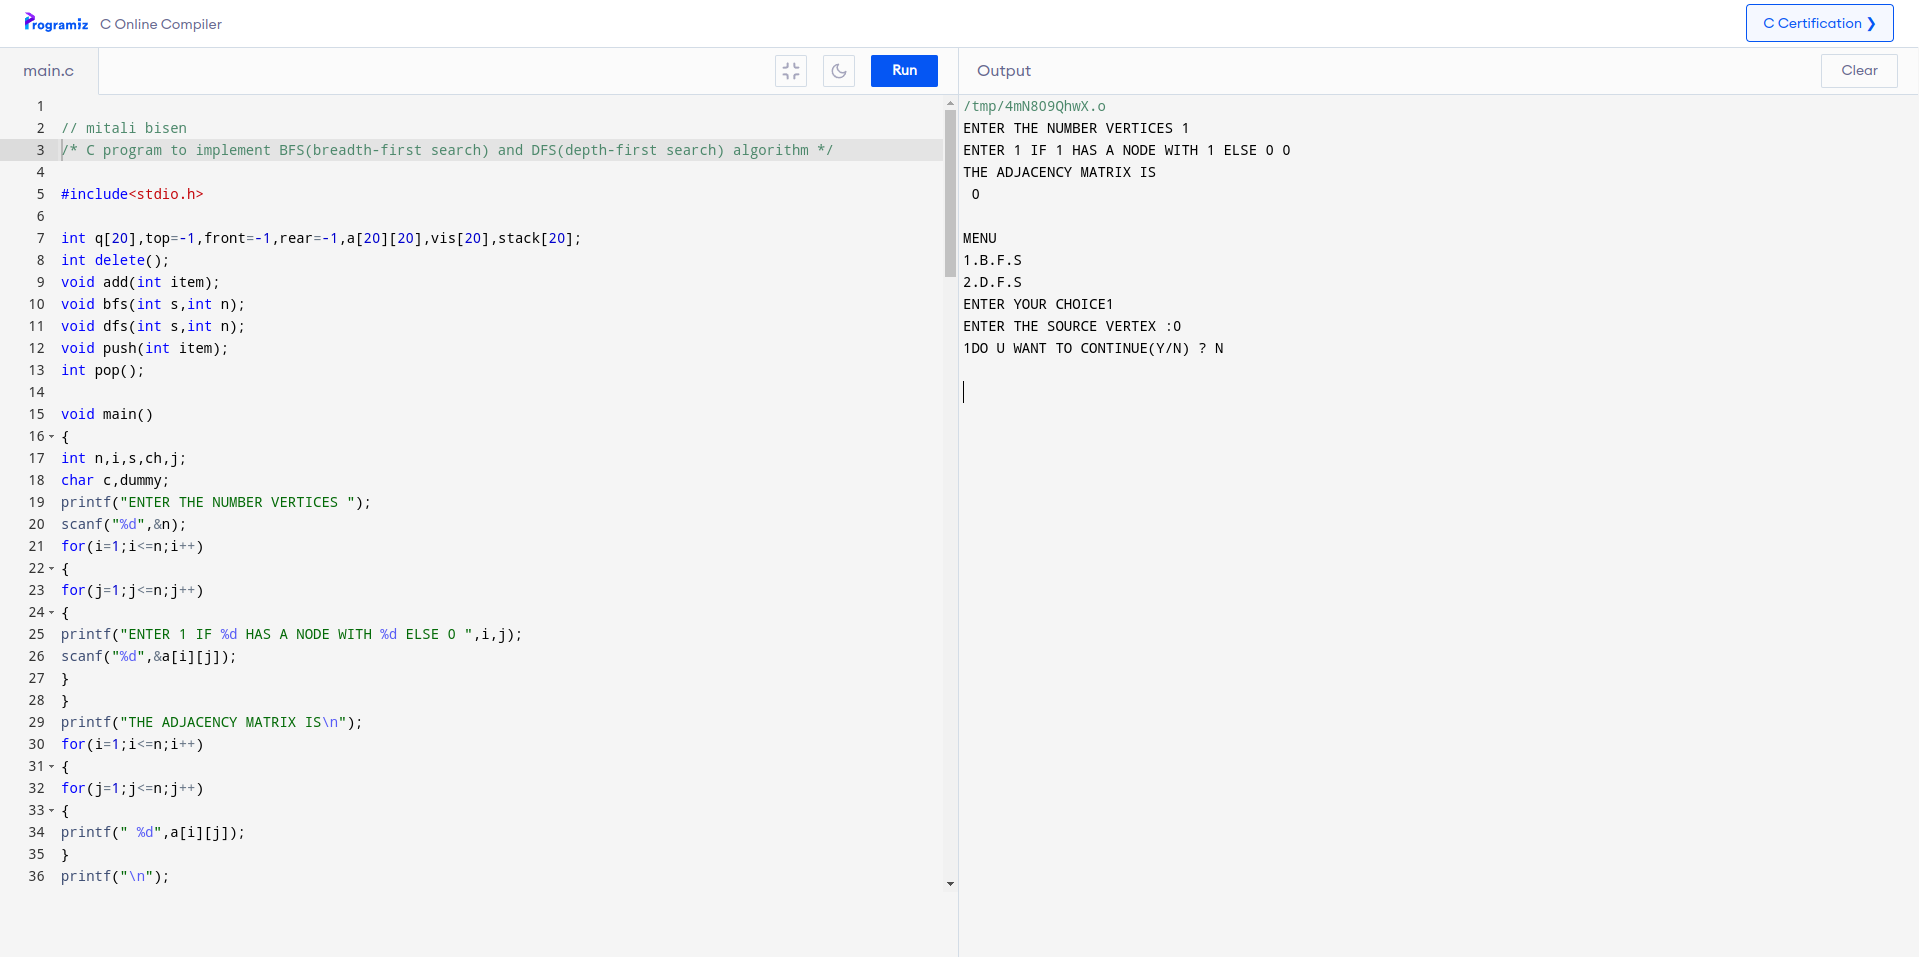 Programiz C Online Compiler
C Certification ❯
main.c
Run
Output
Clear
1
2 // mitali bisen
3 /* C program to implement BFS(breadth-first search) and DFS(depth-first search) algorithm */
4
5 #include<stdio.h>
6
7 int q[20],top=-1,front=-1,rear=-1,a[20][20],vis[20],stack[20];
8 int delete();
9 void add(int item);
10 void bfs(int s,int n);
11 void dfs(int s,int n);
12 void push(int item);
13 int pop();
14
15 void main()
16 {
17 int n,i,s,ch,j;
18 char c,dummy;
19 printf("ENTER THE NUMBER VERTICES ");
20 scanf("%d",&n);
21 for(i=1;i<=n;i++)
22 {
23 for(j=1;j<=n;j++)
24 {
25 printf("ENTER 1 IF %d HAS A NODE WITH %d ELSE 0 ",i,j);
26 scanf("%d",&a[i][j]);
27 }
28 }
29 printf("THE ADJACENCY MATRIX IS\n");
30 for(i=1;i<=n;i++)
31 {
32 for(j=1;j<=n;j++)
33 {
34 printf(" %d",a[i][j]);
35 }
36 printf("\n");
/tmp/4mN8O9QhwX.o
ENTER THE NUMBER VERTICES 1
ENTER 1 IF 1 HAS A NODE WITH 1 ELSE 0 0
THE ADJACENCY MATRIX IS
0
MENU
1.B.F.S
2.D.F.S
ENTER YOUR CHOICE1
ENTER THE SOURCE VERTEX :0
1DO U WANT TO CONTINUE(Y/N) ? N